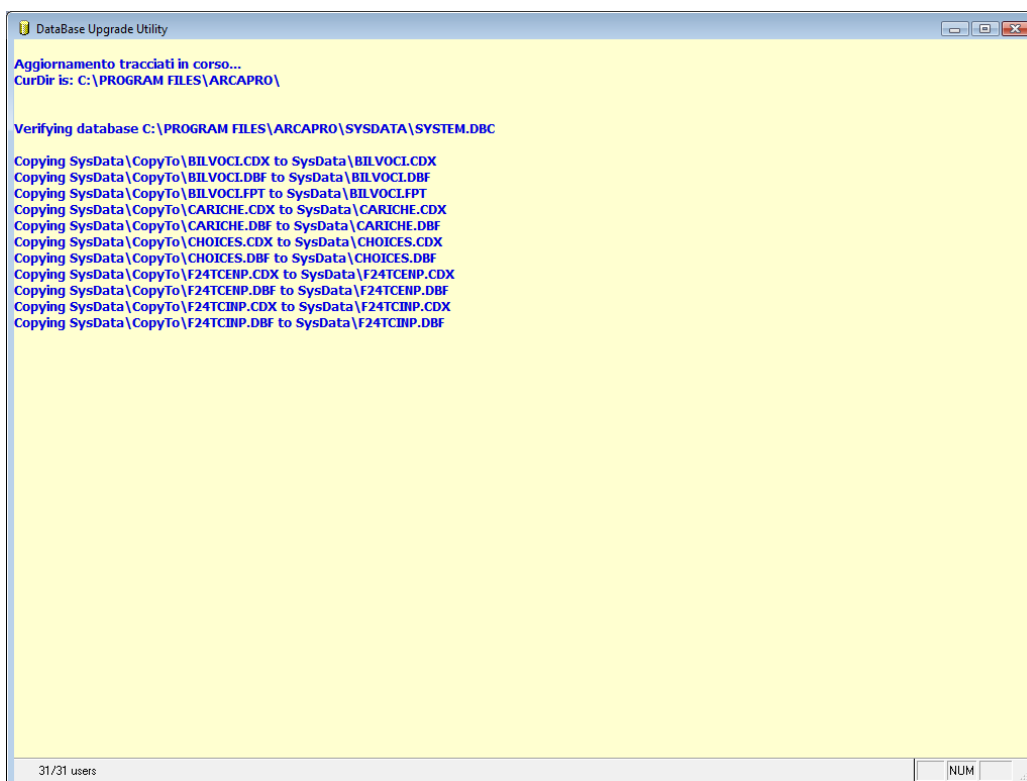 DataBase Upgrade Utility
Aggiornamento tracciati in corso...
CurDir is: C:\PROGRAM FILES\ARCAPRO\
Verifying database C:\PROGRAM FILES\ARCAPRO\SYSDATA\SYSTEM.DBC
Copying SysData\CopyTo\BILVOCI.CDX to SysData\BILVOCI.CDX
Copying SysData\CopyTo\BILVOCI.DBF to SysData\BILVOCI.DBF
Copying SysData\CopyTo\BILVOCI.FPT to SysData\BILVOCI.FPT
Copying SysData\CopyTo\CARICHE.CDX to SysData\CARICHE.CDX
Copying SysData\CopyTo\CARICHE.DBF to SysData\CARICHE.DBF
Copying SysData\CopyTo\CHOICES.CDX to SysData\CHOICES.CDX
Copying SysData\CopyTo\CHOICES.DBF to SysData\CHOICES.DBF
Copying SysData\CopyTo\F24TCENP.CDX to SysData\F24TCENP.CDX
Copying SysData\CopyTo\F24TCENP.DBF to SysData\F24TCENP.DBF
Copying SysData\CopyTo\F24TCINP.CDX to SysData\F24TCINP.CDX
Copying SysData\CopyTo\F24TCINP.DBF to SysData\F24TCINP.DBF
31/31 users
NUM